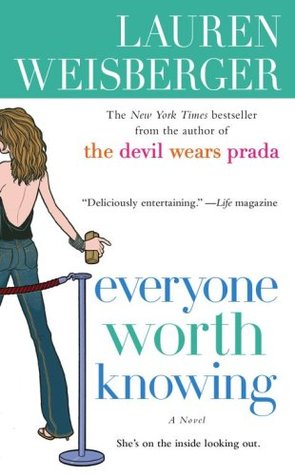 LAUREN
WEISBERGER
The New York Times bestseller
from the author of
the devil wears prada
“Deliciously entertaining.” —Life magazine
everyone
worth
knowing
A Novel
She’s on the inside looking out.